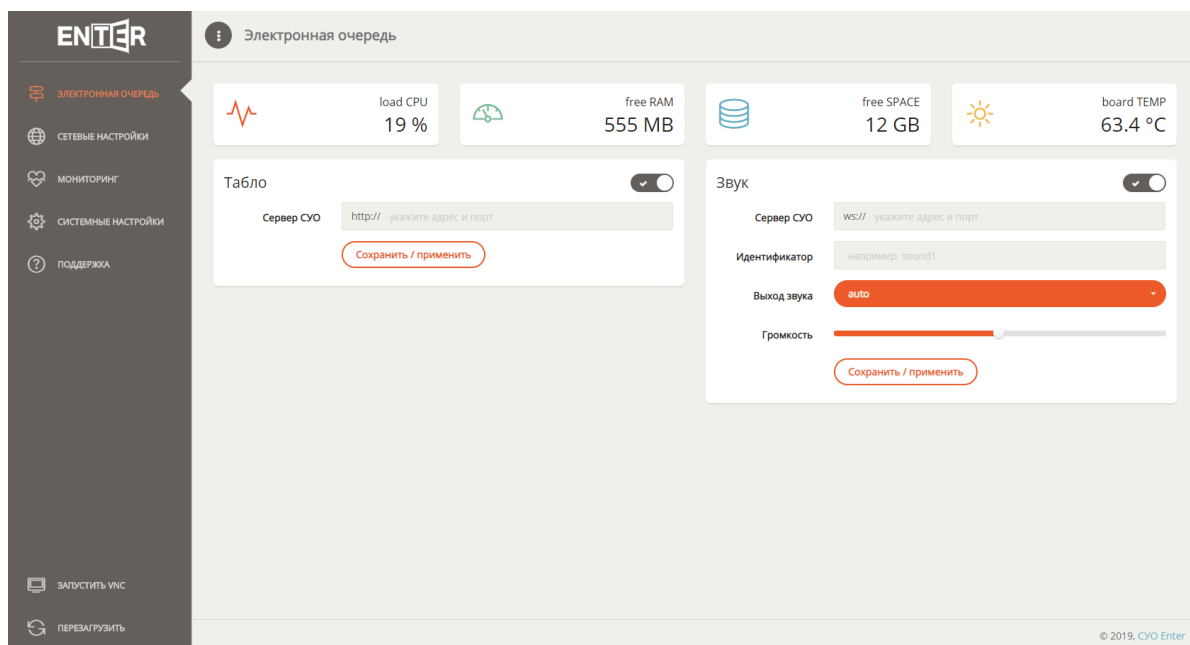 ENTER
Электронная очередь
ЭЛЕКТРОННАЯ ОЧЕРЕДЬ
СЕТЕВЫЕ НАСТРОЙКИ
МОНИТОРИНГ
СИСТЕМНЫЕ НАСТРОЙКИ
ПОДДЕРЖКА
ЗАПУСТИТЬ VNC
ПЕРЕЗАГРУЗИТЬ
load CPU
19 %
free RAM
555 MB
free SPACE
12 GB
board TEMP
63.4 °C
Табло
Сервер СУО http:// укажите адрес и порт
Сохранить / применить
Звук
Сервер СУО ws:// укажите адрес и порт
Идентификатор например, sound1
Выход звука auto
Громкость
Сохранить / применить
© 2019, СУО Enter